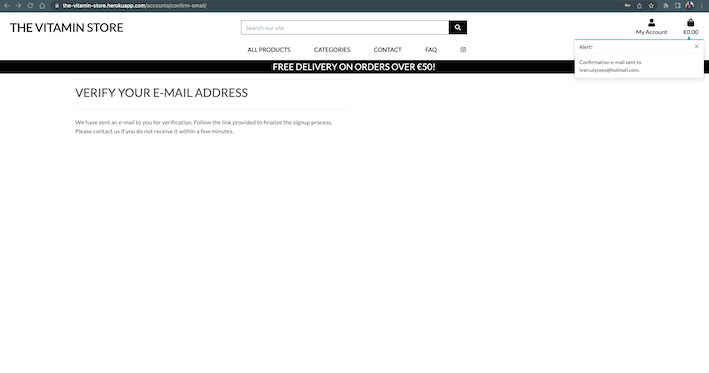 the-vitamin-store.herokuapp.com/accounts/confirm-email/
THE VITAMIN STORE
Search our site
My Account
€0.00
ALL PRODUCTS CATEGORIES CONTACT FAQ
Alert!
Confirmation e-mail sent to
ivan.ulysses@hotmail.com.
FREE DELIVERY ON ORDERS OVER €50!
VERIFY YOUR E-MAIL ADDRESS
We have sent an e-mail to you for verification. Follow the link provided to finalize the signup process.
Please contact us if you do not receive it within a few minutes.